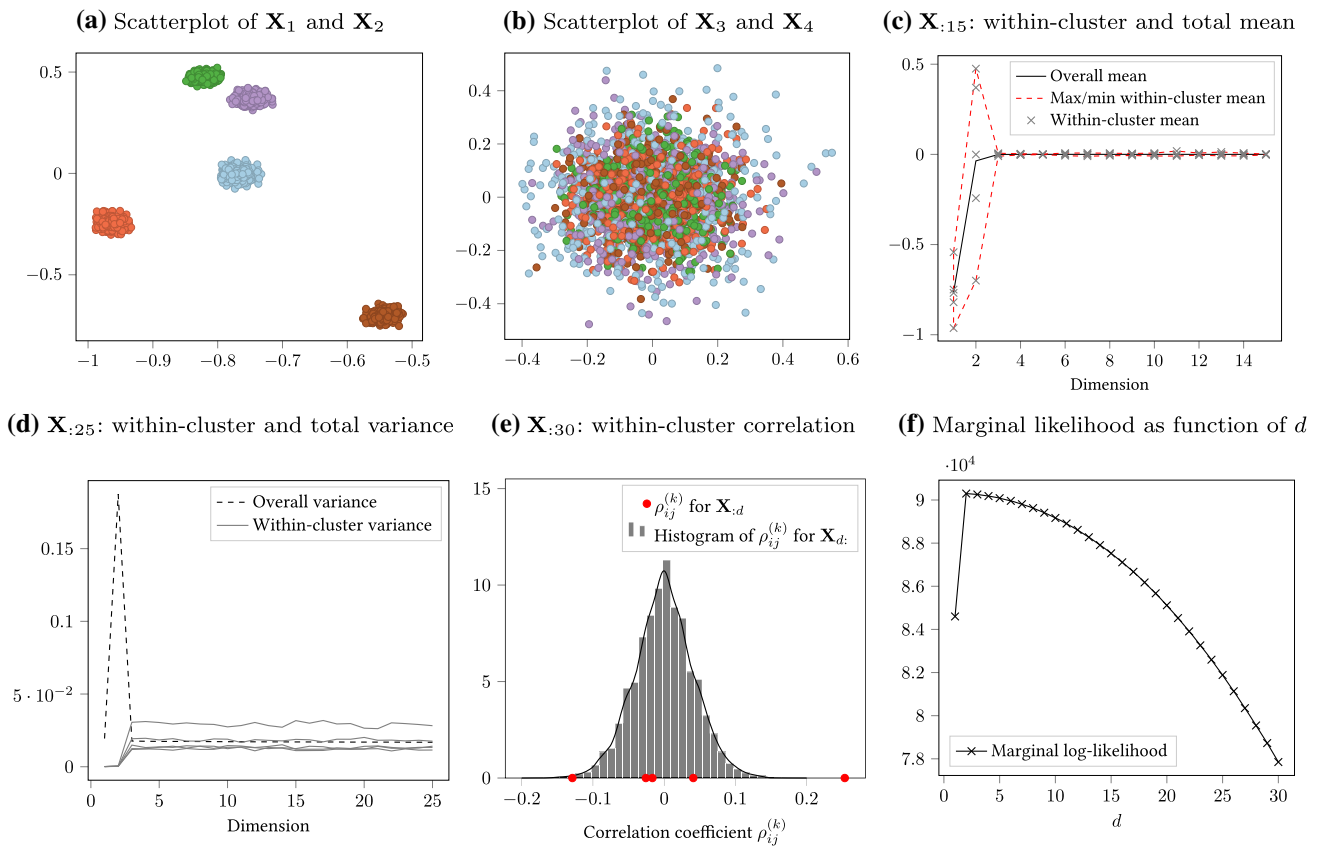 (a) Scatterplot of X₁ and X₂
0.5
0
−0.5
−1 −0.9 −0.8 −0.7 −0.6 −0.5
(b) Scatterplot of X₃ and X₄
0.4
0.2
0
−0.2
−0.4
−0.4 −0.2 0 0.2 0.4 0.6
(c) X:15: within-cluster and total mean
Overall mean
Max/min within-cluster mean
Within-cluster mean
0.5
0
−0.5
−1
2 4 6 8 10 12 14
Dimension
(d) X:25: within-cluster and total variance
Overall variance
Within-cluster variance
0.15
0.1
5 · 10⁻²
0
0 5 10 15 20 25
Dimension
(e) X:30: within-cluster correlation
ρij(k) for X:d
Histogram of ρij(k) for Xd:
15
10
5
0
−0.2 −0.1 0 0.1 0.2
Correlation coefficient ρij(k)
(f) Marginal likelihood as function of d
·10⁴
9
8.8
8.6
8.4
8.2
8
7.8
Marginal log-likelihood
0 5 10 15 20 25 30
d